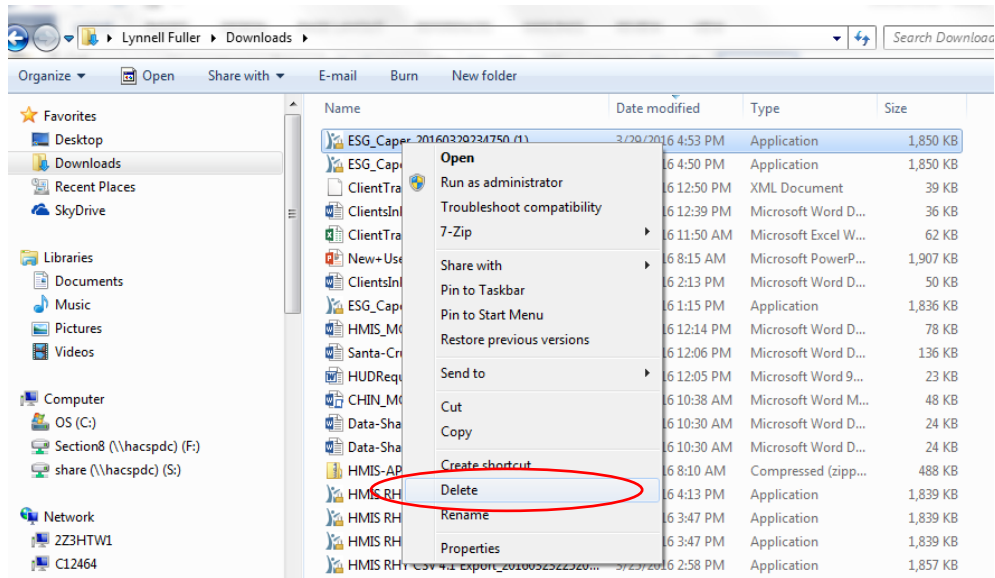 Lynnell Fuller ▸ Downloads ▸
Search Download
Organize ▾ Open Share with ▾ E-mail Burn New folder
Favorites
Desktop
Downloads
Recent Places
SkyDrive
Libraries
Documents
Music
Pictures
Videos
Computer
OS (C:)
Section8 (\\hacspdc) (F:)
share (\\hacspdc) (S:)
Network
2Z3HTW1
C12464
Name Date modified Type Size
ESG_Caper_20160329234750 (1) 3/29/2016 4:53 PM Application 1,850 KB
ESG_Cape 16 4:50 PM Application 1,850 KB
ClientTra 16 12:50 PM XML Document 39 KB
ClientsInl 16 12:39 PM Microsoft Word D... 36 KB
ClientTra 16 11:50 AM Microsoft Excel W... 62 KB
New+Use 16 8:15 AM Microsoft PowerP... 1,907 KB
ClientsInl 16 2:13 PM Microsoft Word D... 50 KB
ESG_Cape 16 1:15 PM Application 1,836 KB
HMIS_MO 16 12:14 PM Microsoft Word D... 78 KB
Santa-Cru 16 12:06 PM Microsoft Word D... 136 KB
HUDRequ 16 12:05 PM Microsoft Word 9... 23 KB
CHIN_MO 16 10:38 AM Microsoft Word M... 48 KB
Data-Sha 16 10:30 AM Microsoft Word D... 24 KB
Data-Sha 16 10:30 AM Microsoft Word D... 24 KB
HMIS-AP 16 8:10 AM Compressed (zipp... 488 KB
HMIS RH 16 4:13 PM Application 1,839 KB
HMIS RH 16 3:47 PM Application 1,839 KB
HMIS RH 16 3:47 PM Application 1,839 KB
HMIS RHY CSV 4.1 Export_2016032322520... 3/23/2016 2:58 PM Application 1,857 KB
Open
Run as administrator
Troubleshoot compatibility
7-Zip
Share with
Pin to Taskbar
Pin to Start Menu
Restore previous versions
Send to
Cut
Copy
Create shortcut
Delete
Rename
Properties